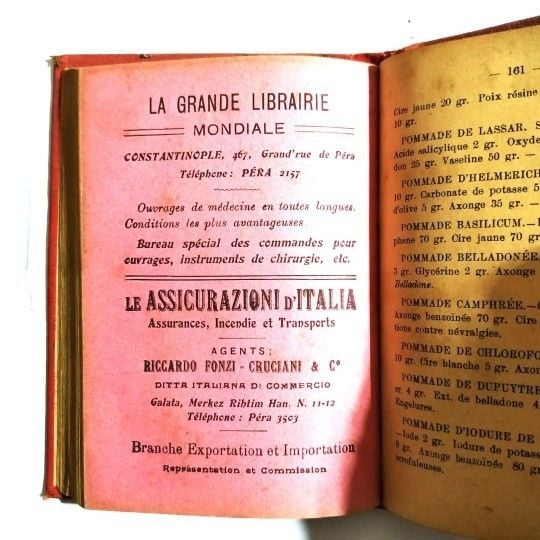 LA GRANDE LIBRAIRIE
MONDIALE
CONSTANTINOPLE, 467, Grand'rue de Péra
Téléphone: PÉRA 2157
Ouvrages de médecine en toutes langues.
Conditions les plus avantageuses.
Bureau spécial des commandes pour
ouvrages, instruments de chirurgie, etc.
LE ASSICURAZIONI D'ITALIA
Assurances, Incendie et Transports
AGENTS:
RICCARDO FONZI - CRUCIANI & Cº
DITTA ITALIANA DI COMMERCIO
Galata, Merkez Rihtim Han, N. 11-12
Téléphone: Péra 3503
Branche Exportation et Importation
Représentation et Commission
— 161
Cire jaune 20 gr. Poix résine
10 gr.
POMMADE DE LASSAR. S
Acide salicylique 2 gr. Oxyde
don 25 gr. Vaseline 50 gr. —
POMMADE D'HELMERICH
10 gr. Carbonate de potasse 5
d'olive 5 gr. Axonge 35 gr. —
POMMADE BASILICUM.—
phane 70 gr. Cire jaune 70 gr.
POMMADE BELLADONÉE.
3 gr. Glycérine 2 gr. Axonge
Belladone.
POMMADE CAMPHRÉE.—
Axonge benzoïnée 70 gr. Cire
tions contre névralgies.
POMMADE DE CHLOROFO
10 gr. Cire blanche 5 gr. Axon
POMMADE DE DUPUYTRE
er. 4 gr. Ext. de belladone 4
Engelures.
POMMADE D'IODURE DE
—Iode 2 gr. Iodure de potass
8 gr. Axonge benzoïnée 80 gr
scrofuleuses.